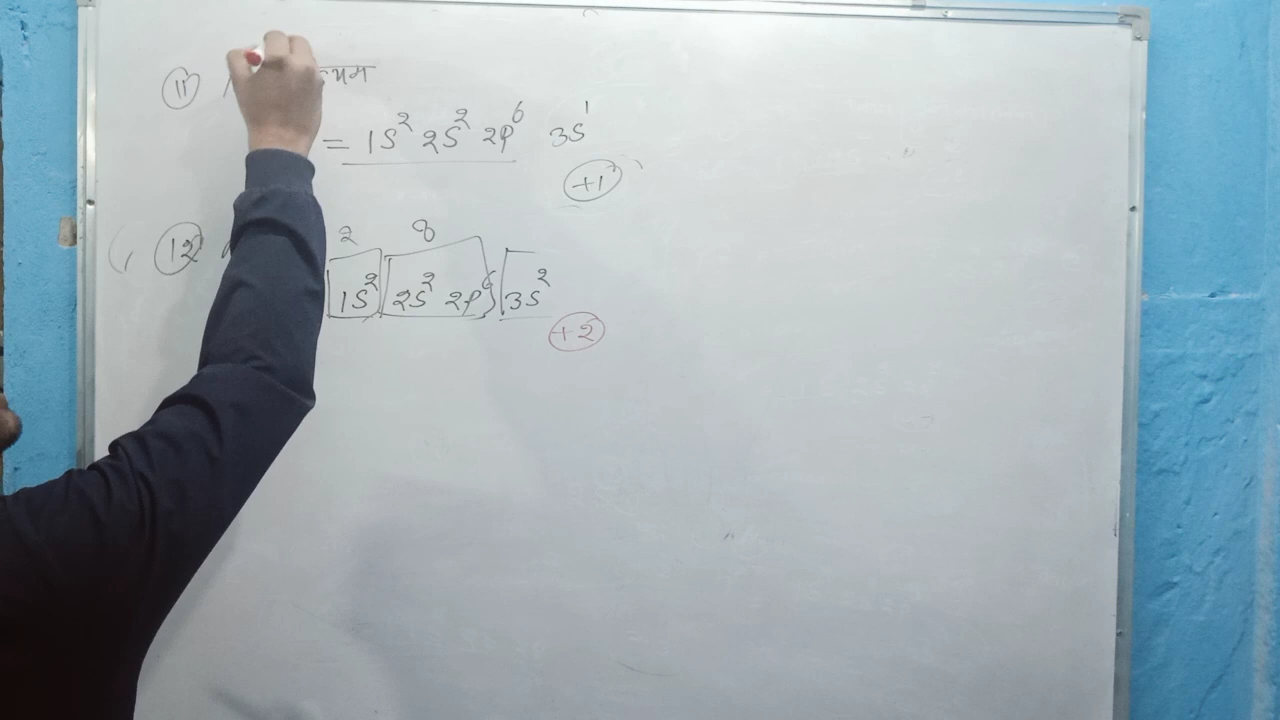 11
= 1S² 2S² 2P⁶ 3S¹
+1
2 8
12 1S² 2S² 2P⁶ 3S²
+2